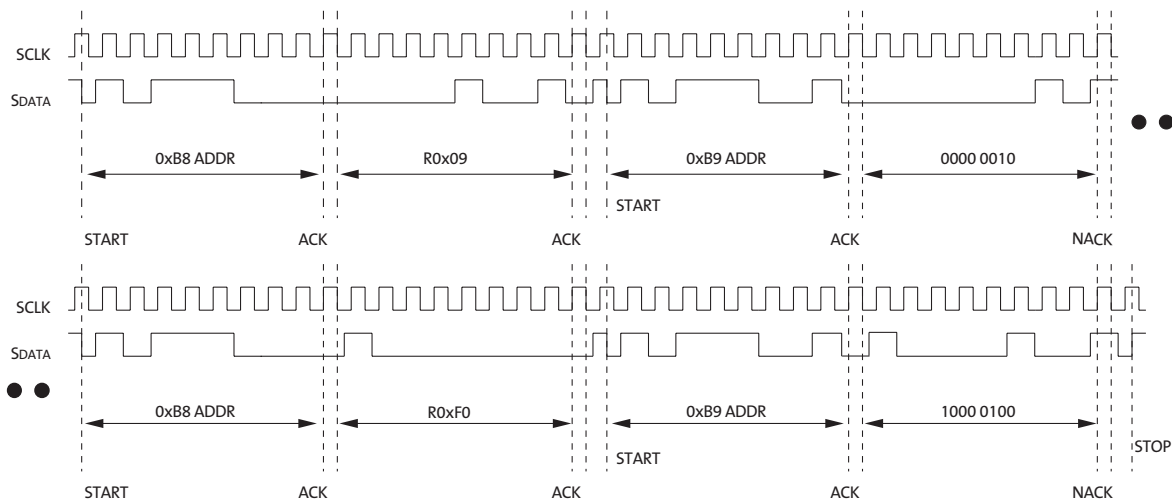 SCLK
SDATA
0xB8 ADDR R0x09 0xB9 ADDR 0000 0010
START
START ACK ACK ACK NACK
SCLK
SDATA
0xB8 ADDR R0xF0 0xB9 ADDR 1000 0100
START STOP
START ACK ACK ACK NACK